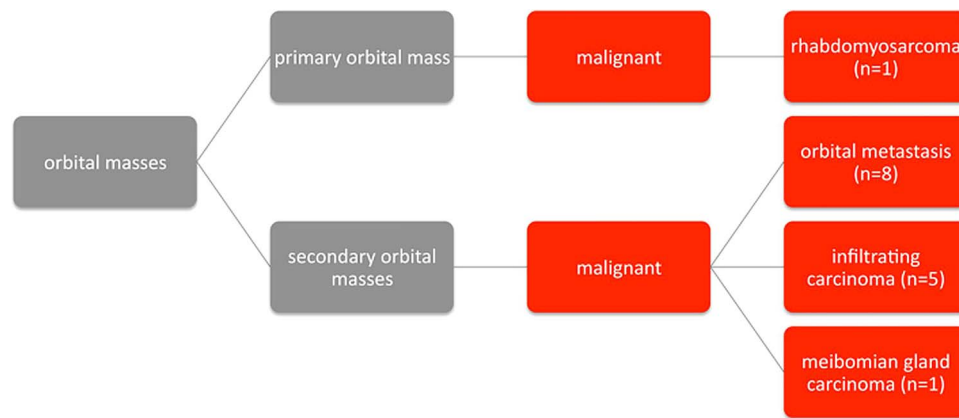 orbital masses
primary orbital mass
malignant
rhabdomyosarcoma
(n=1)
secondary orbital
masses
malignant
orbital metastasis
(n=8)
infiltrating
carcinoma (n=5)
meibomian gland
carcinoma (n=1)